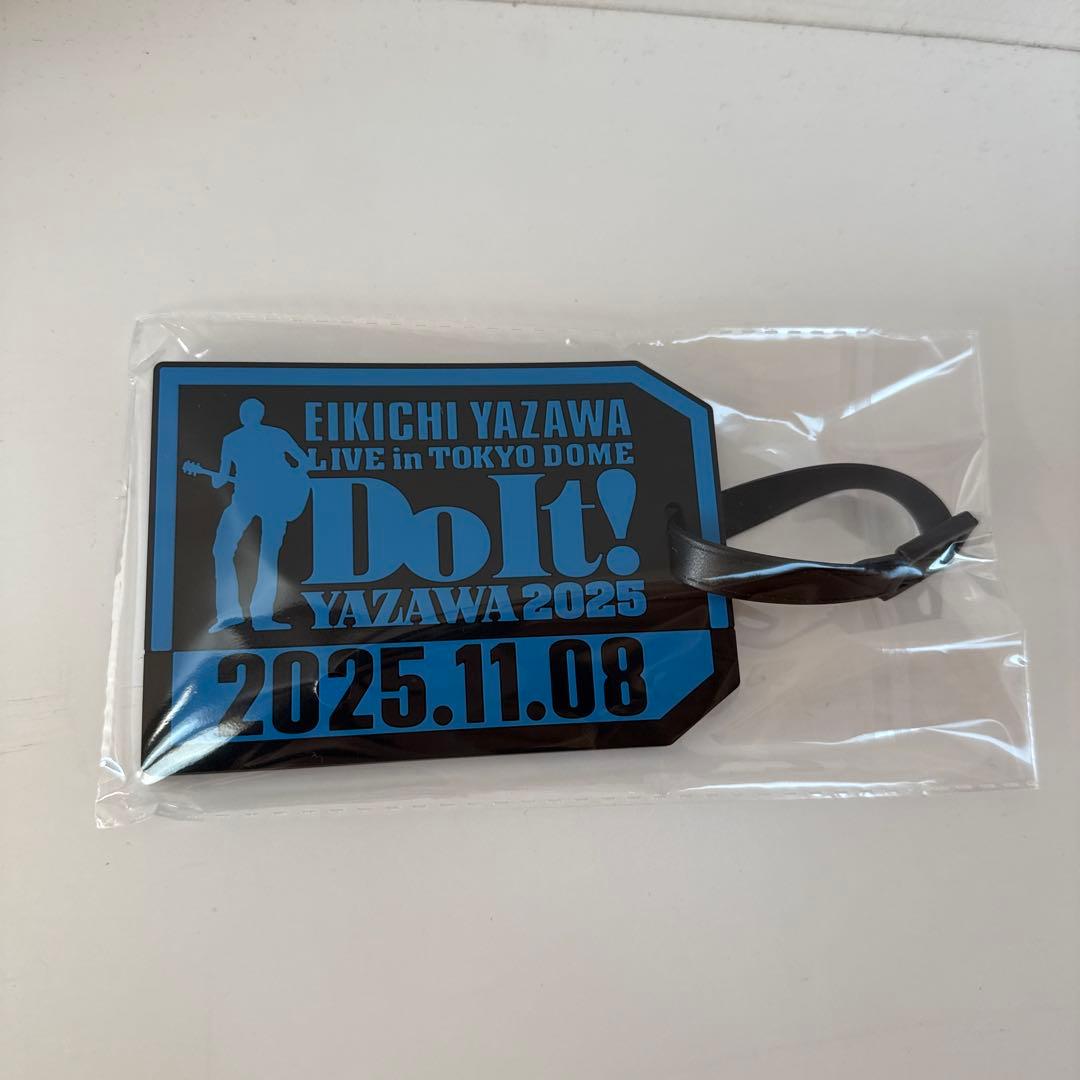 EIKICHI YAZAWA
LIVE in TOKYO DOME
Do It!
YAZAWA 2025
2025.11.08